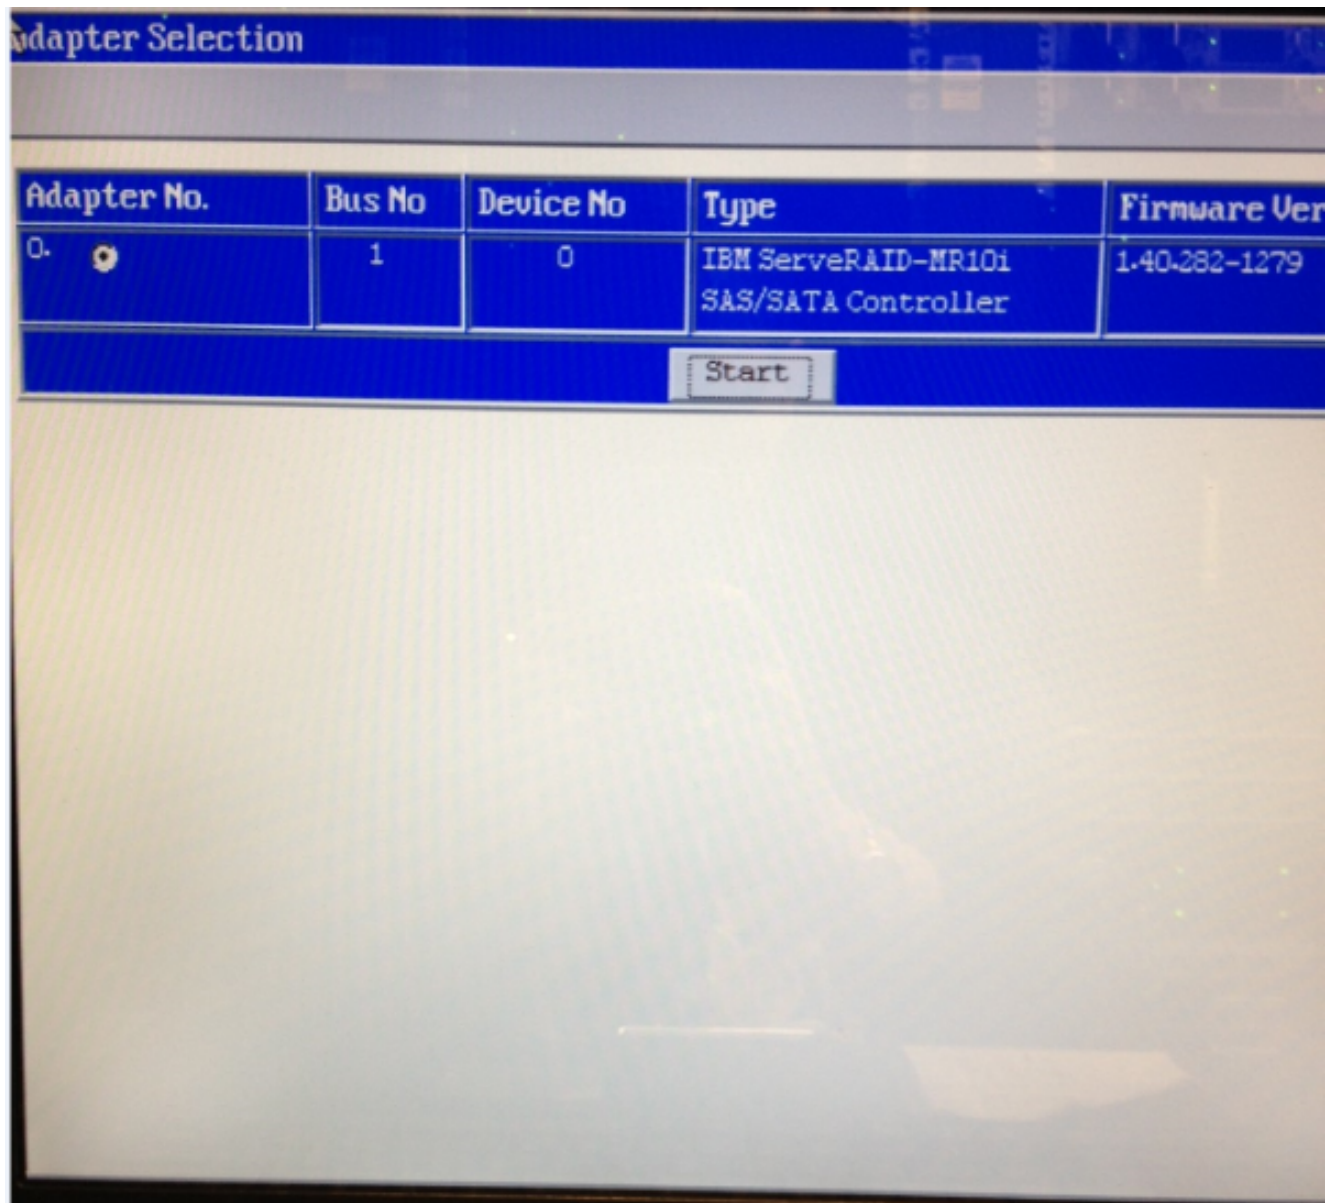 Adapter Selection
Adapter No. Bus No Device No Type Firmware Ver
0. 1 0 IBM ServeRAID-MR10i 1.40.282-1279
SAS/SATA Controller
Start